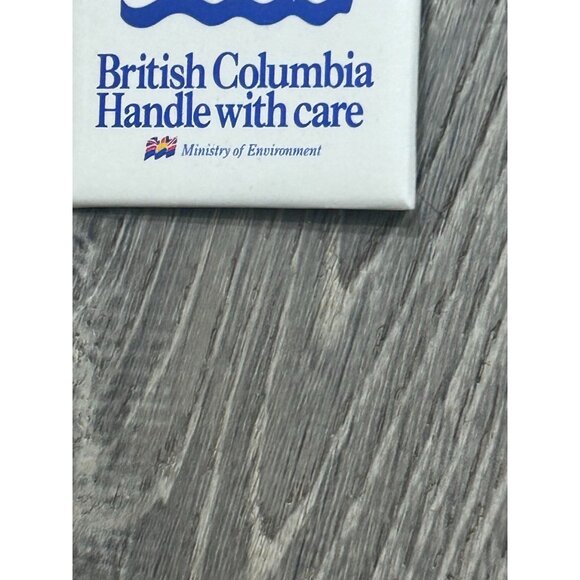 British Columbia
Handle with care
Ministry of Environment